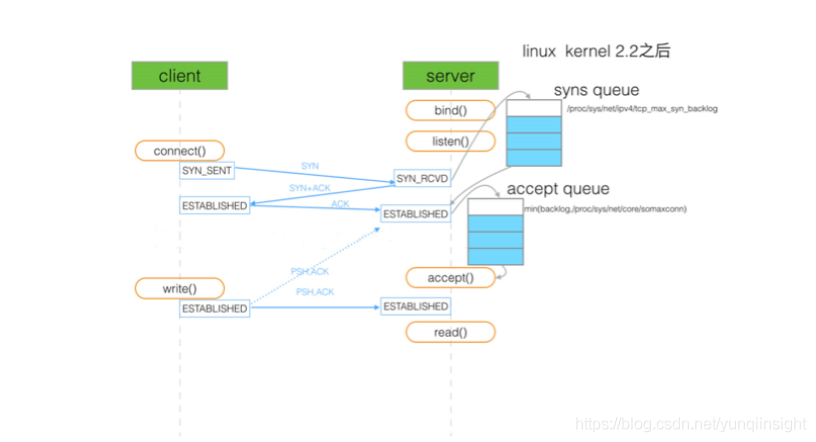 linux kernel 2.2之后
client
server
syns queue
/proc/sys/net/ipv4/tcp_max_syn_backlog
bind()
listen()
connect()
SYN_SENT
SYN
SYN_RCVD
SYN+ACK
accept queue
ESTABLISHED
ACK
ESTABLISHED
min(backlog,/proc/sys/net/core/somaxconn)
PSH,ACK
accept()
write()
PSH,ACK
ESTABLISHED
ESTABLISHED
read()
https://blog.csdn.net/yunqiinsight